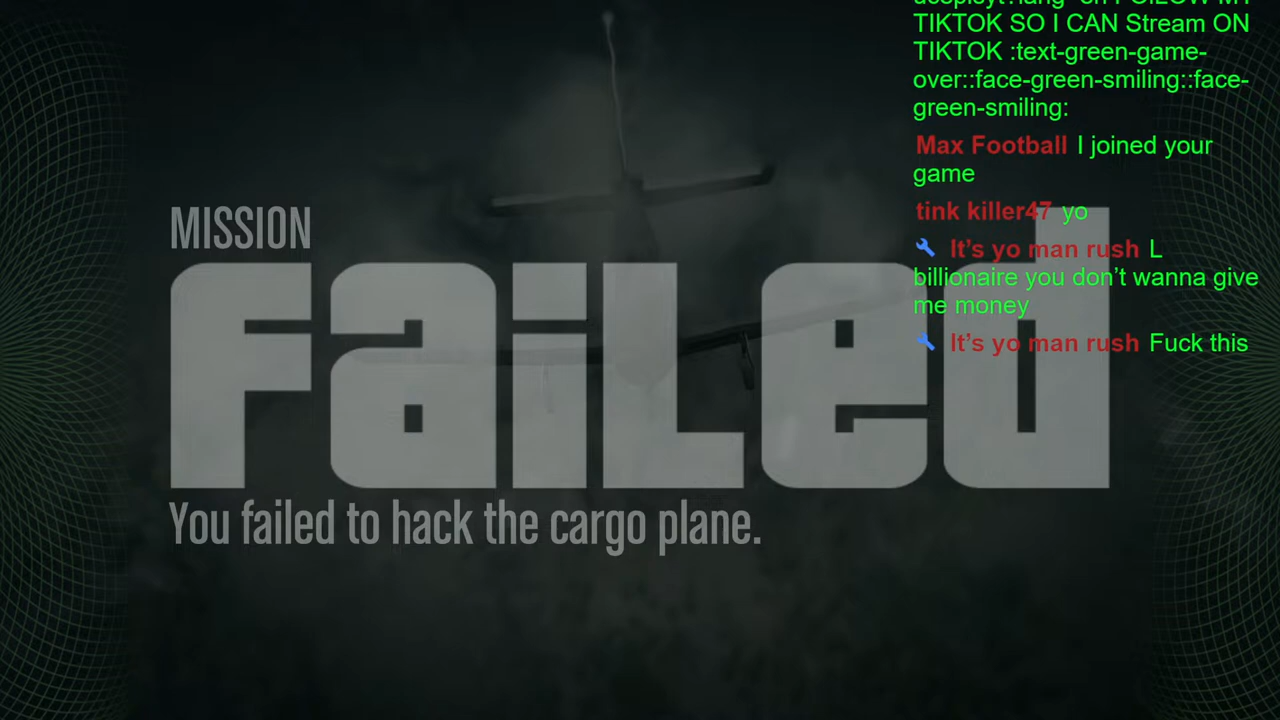 TIKTOK SO I CAN Stream ON
TIKTOK :text-green-game-
over::face-green-smiling::face-
green-smiling:
Max Football I joined your
game
tink killer47 yo
It’s yo man rush L
billionaire you don’t wanna give
me money
It’s yo man rush Fuck this
MISSION
FaiLed
You failed to hack the cargo plane.